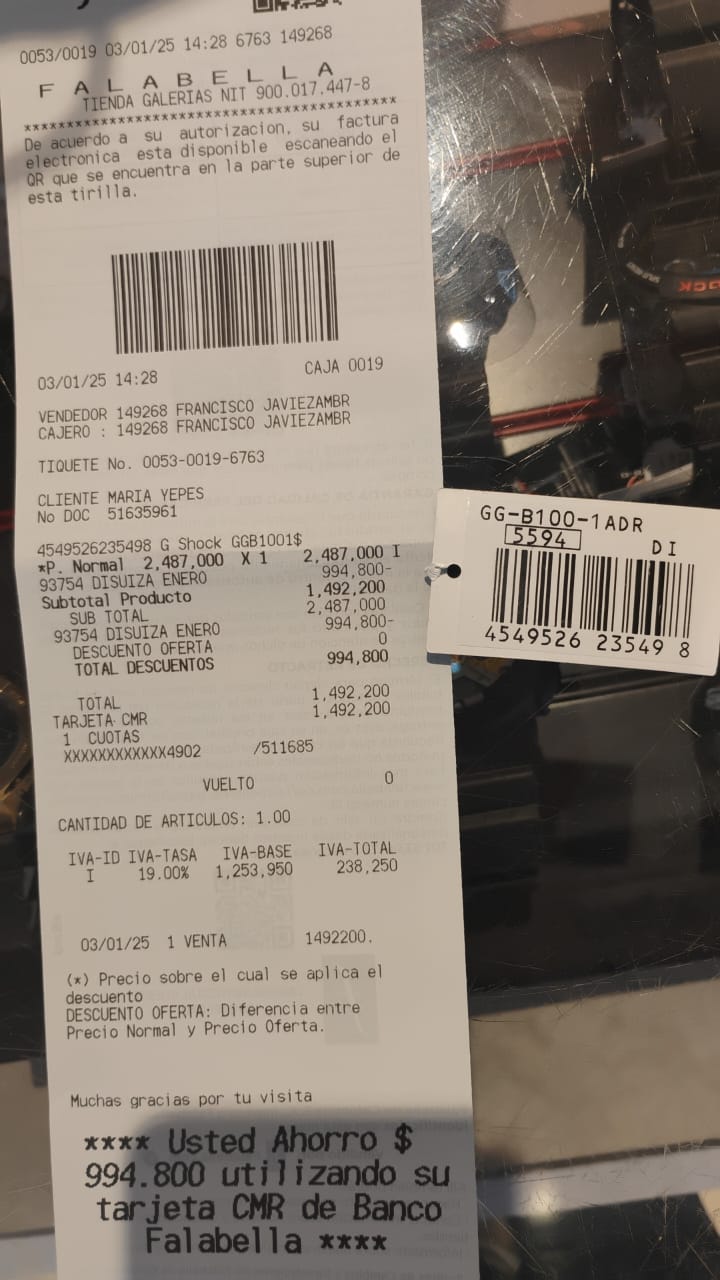 0053/0019 03/01/25 14:28 6763 149268
F A L A B E L L A
TIENDA GALERIAS NIT 900.017.447-8
******************************************
De acuerdo a su autorizacion, su factura
electronica esta disponible escaneando el
QR que se encuentra en la parte superior de
esta tirilla.
03/01/25 14:28 CAJA 0019
VENDEDOR 149268 FRANCISCO JAVIEZAMBR
CAJERO : 149268 FRANCISCO JAVIEZAMBR
TIQUETE No. 0053-0019-6763
CLIENTE MARIA YEPES
No DOC 51635961
4549526235498 G Shock GGB1001$
*P. Normal 2,487,000 X 1 2,487,000 I
93754 DISUIZA ENERO 994,800-
Subtotal Producto 1,492,200
SUB TOTAL 2,487,000
93754 DISUIZA ENERO 994,800-
DESCUENTO OFERTA 0
TOTAL DESCUENTOS 994,800
TOTAL 1,492,200
TARJETA CMR 1,492,200
1 CUOTAS
XXXXXXXXXXXX4902 /511685
VUELTO 0
CANTIDAD DE ARTICULOS: 1.00
IVA-ID IVA-TASA IVA-BASE IVA-TOTAL
I 19.00% 1,253,950 238,250
03/01/25 1 VENTA 1492200.
(*) Precio sobre el cual se aplica el
descuento
DESCUENTO OFERTA: Diferencia entre
Precio Normal y Precio Oferta.
Muchas gracias por tu visita
**** Usted Ahorro $
994.800 utilizando su
tarjeta CMR de Banco
Falabella ****
GG-B100-1ADR
5594 DI
4549526 23549 8